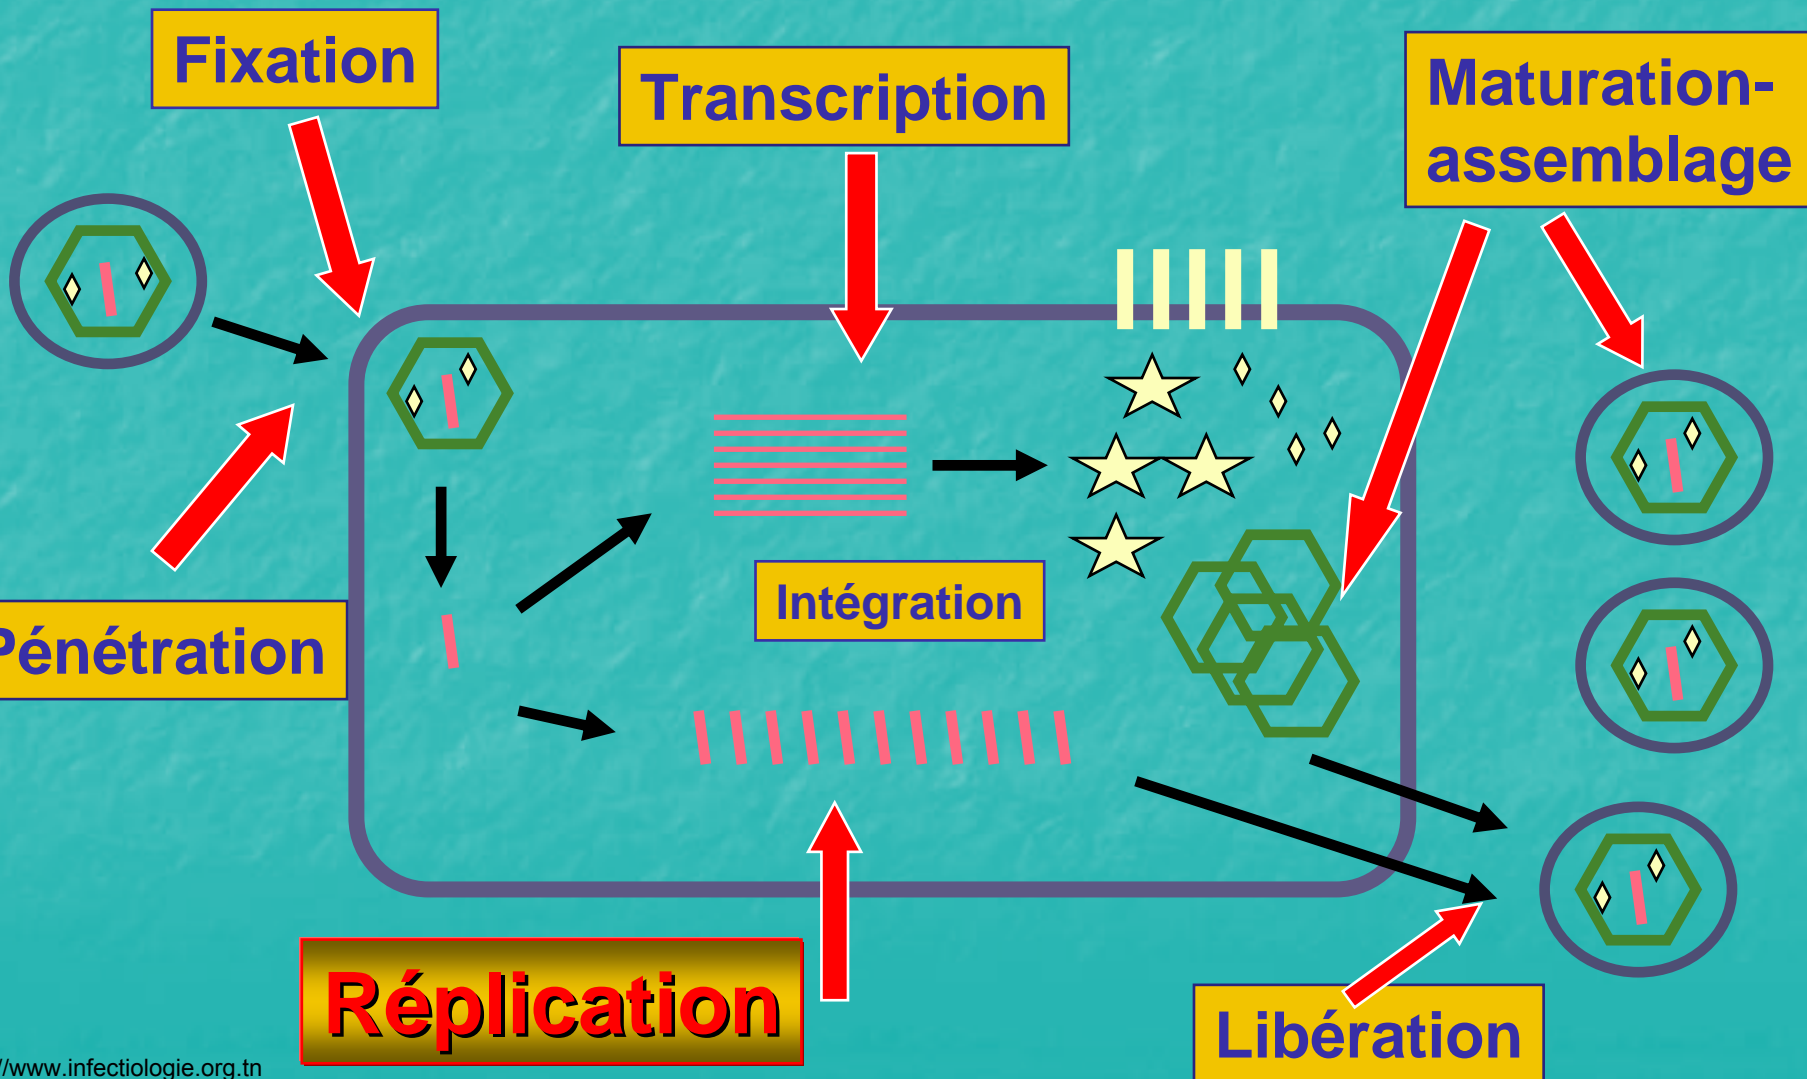 Fixation
Transcription
Maturation-
assemblage
Intégration
Pénétration
Réplication
Libération
//www.infectiologie.org.tn